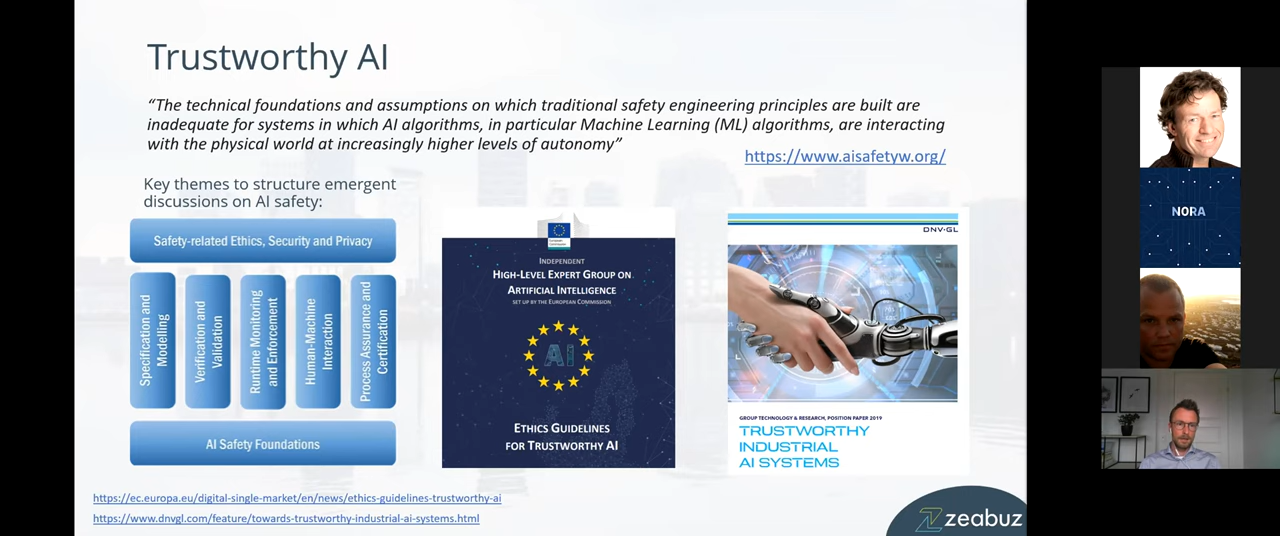 Trustworthy AI
“The technical foundations and assumptions on which traditional safety engineering principles are built are
inadequate for systems in which AI algorithms, in particular Machine Learning (ML) algorithms, are interacting
with the physical world at increasingly higher levels of autonomy”
https://www.aisafetyw.org/
Key themes to structure emergent
discussions on AI safety:
Safety-related Ethics, Security and Privacy
Specification and
Modelling
Verification and
Validation
Runtime Monitoring
and Enforcement
Human-Machine
Interaction
Process Assurance and
Certification
AI Safety Foundations
European
Commission
INDEPENDENT
HIGH-LEVEL EXPERT GROUP ON
ARTIFICIAL INTELLIGENCE
SET UP BY THE EUROPEAN COMMISSION
AI
ETHICS GUIDELINES
FOR TRUSTWORTHY AI
DNV·GL
GROUP TECHNOLOGY & RESEARCH, POSITION PAPER 2019
TRUSTWORTHY
INDUSTRIAL
AI SYSTEMS
https://ec.europa.eu/digital-single-market/en/news/ethics-guidelines-trustworthy-ai
https://www.dnvgl.com/feature/towards-trustworthy-industrial-ai-systems.html
zeabuz
NORA